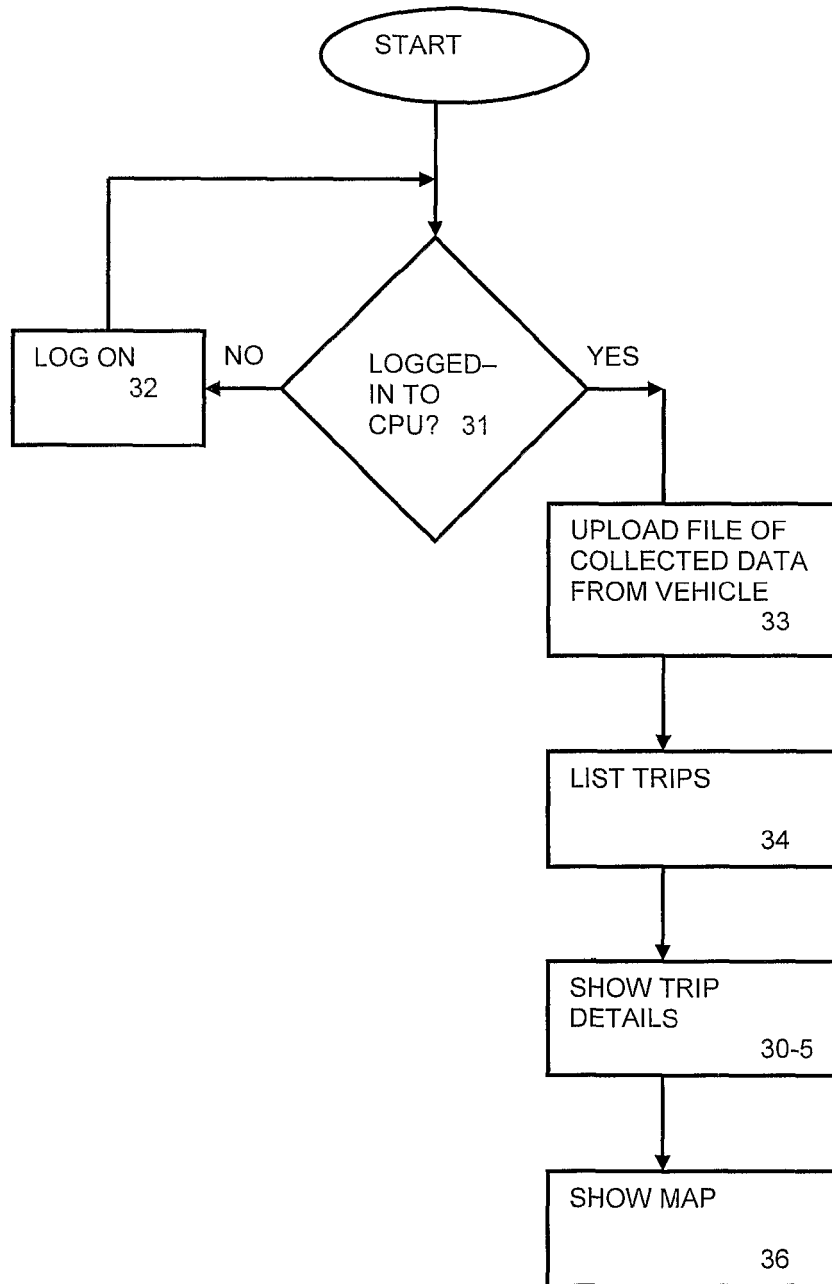 START
LOG ON
32
NO
LOGGED–
IN TO
CPU? 31
YES
UPLOAD FILE OF
COLLECTED DATA
FROM VEHICLE
33
LIST TRIPS
34
SHOW TRIP
DETAILS
30-5
SHOW MAP
36